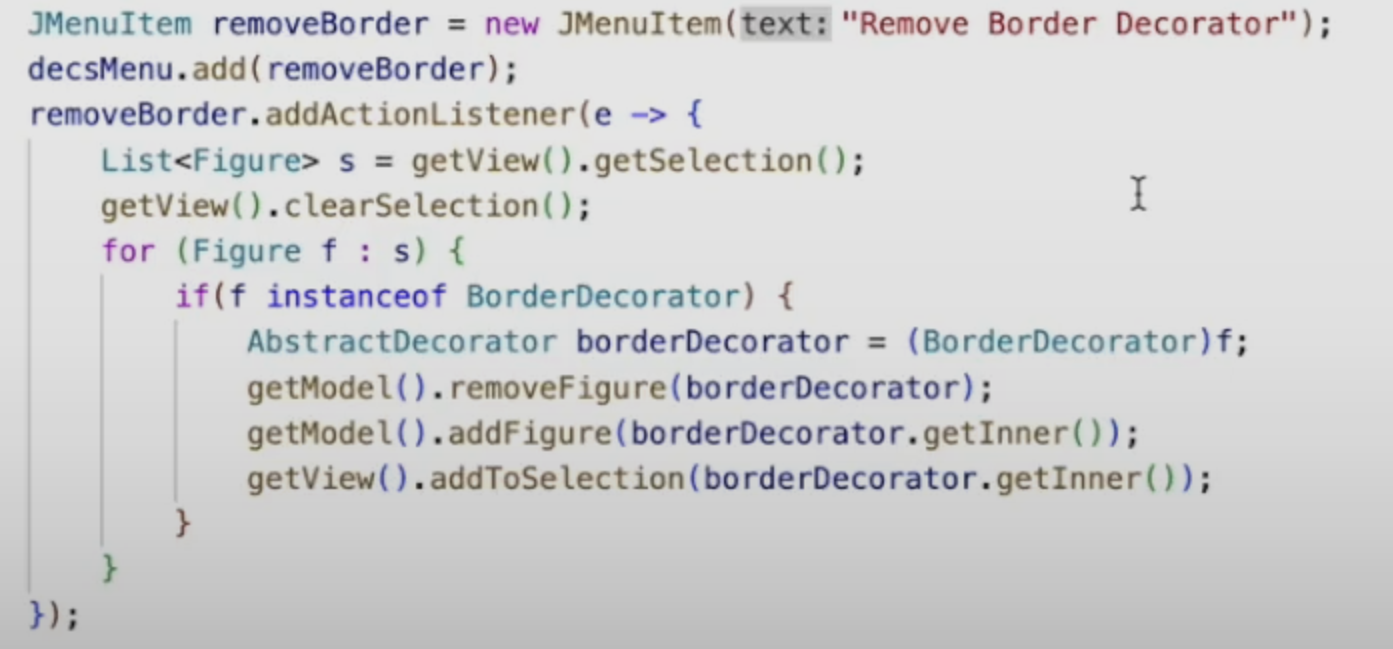 JMenuItem removeBorder = new JMenuItem(text: "Remove Border Decorator");
decsMenu.add(removeBorder);
removeBorder.addActionListener(e -> {
    List<Figure> s = getView().getSelection();
    getView().clearSelection();
    for (Figure f : s) {
        if(f instanceof BorderDecorator) {
            AbstractDecorator borderDecorator = (BorderDecorator)f;
            getModel().removeFigure(borderDecorator);
            getModel().addFigure(borderDecorator.getInner());
            getView().addToSelection(borderDecorator.getInner());
        }
    }
});